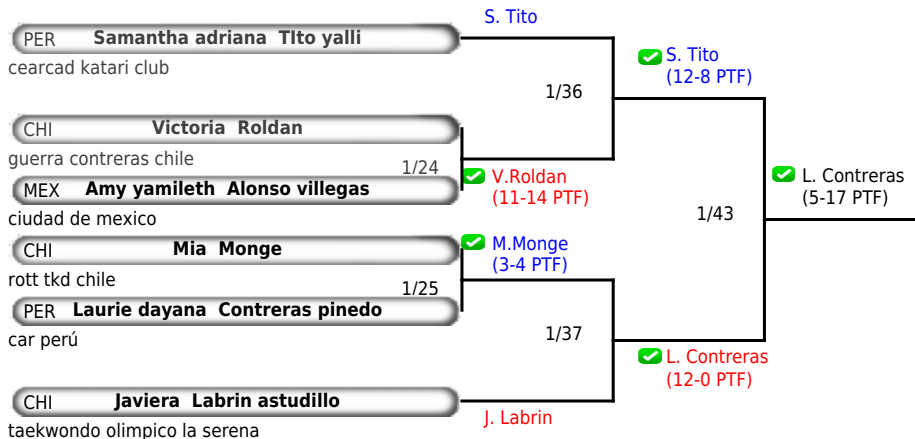 S. Tito
PER Samantha adriana TIto yalli
cearcad katari club
S. Tito
(12-8 PTF)
1/36
CHI Victoria Roldan
guerra contreras chile
1/24
V.Roldan
(11-14 PTF)
MEX Amy yamileth Alonso villegas
ciudad de mexico
L. Contreras
(5-17 PTF)
1/43
CHI Mia Monge
rott tkd chile
M.Monge
(3-4 PTF)
1/25
PER Laurie dayana Contreras pinedo
car perú
1/37
L. Contreras
(12-0 PTF)
CHI Javiera Labrin astudillo
taekwondo olimpico la serena
J. Labrin